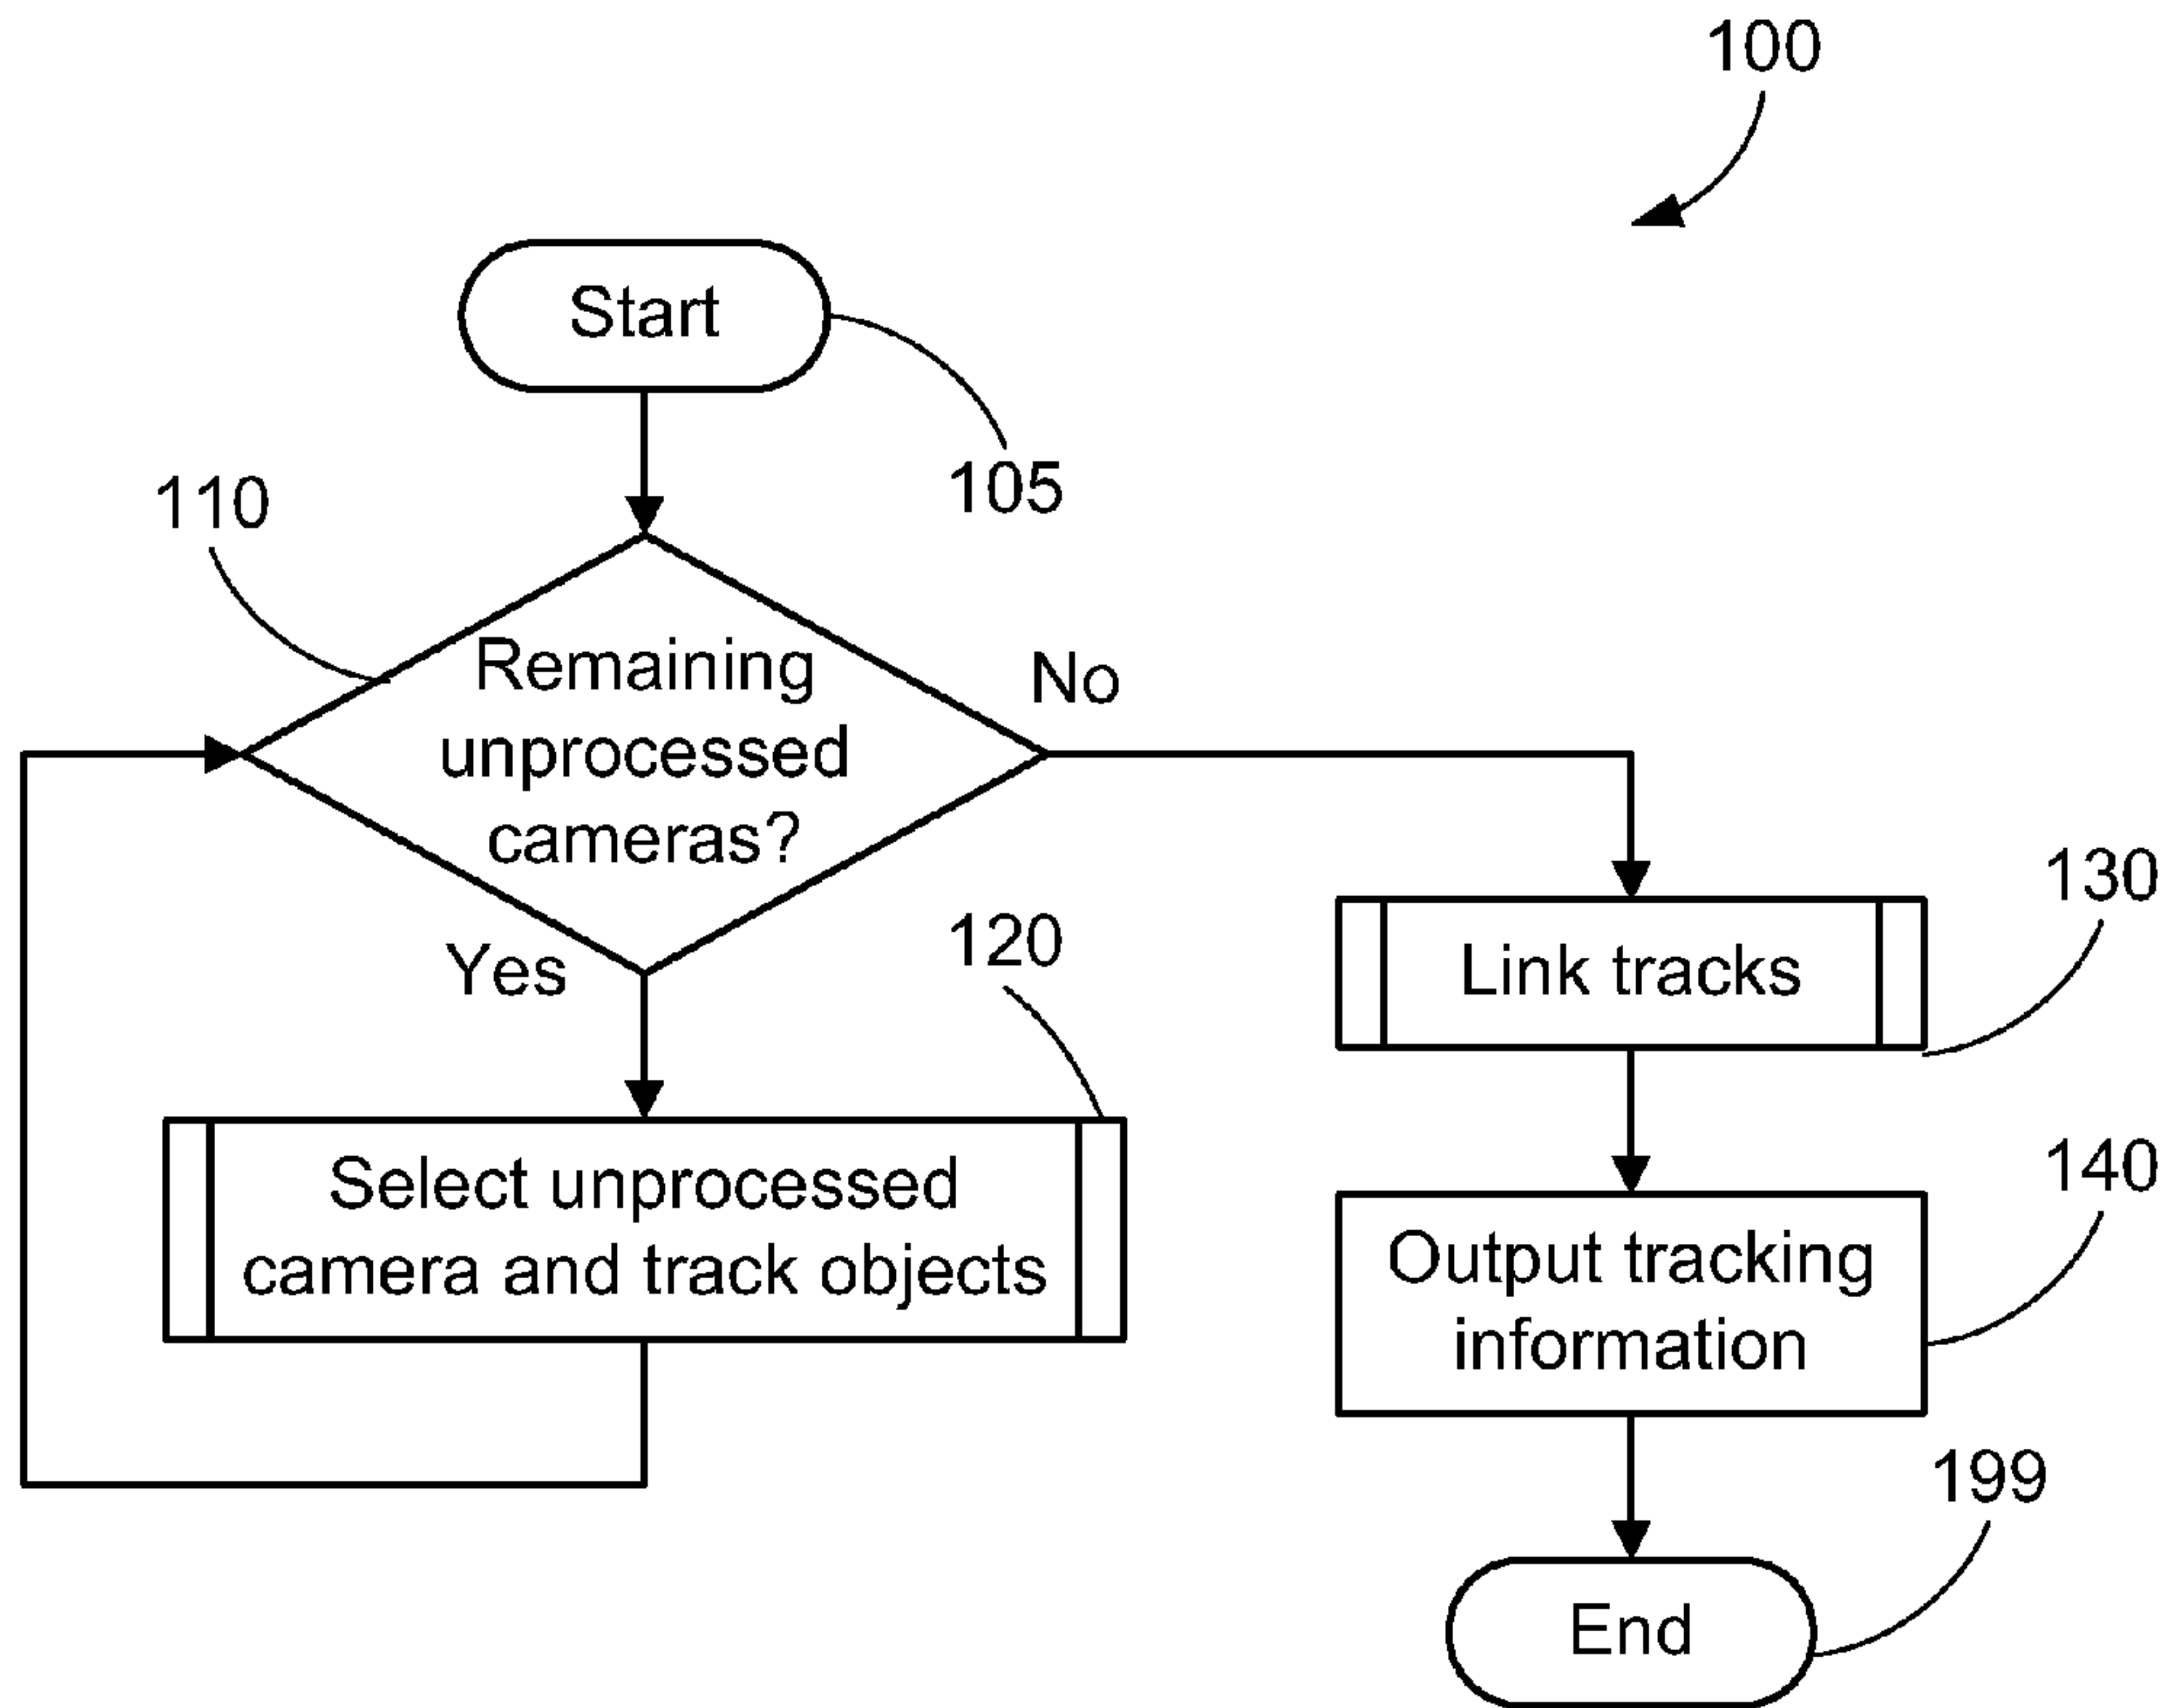 100
Start
105
110
Remaining
unprocessed
cameras?
No
Yes
120
Select unprocessed
camera and track objects
130
Link tracks
140
Output tracking
information
199
End